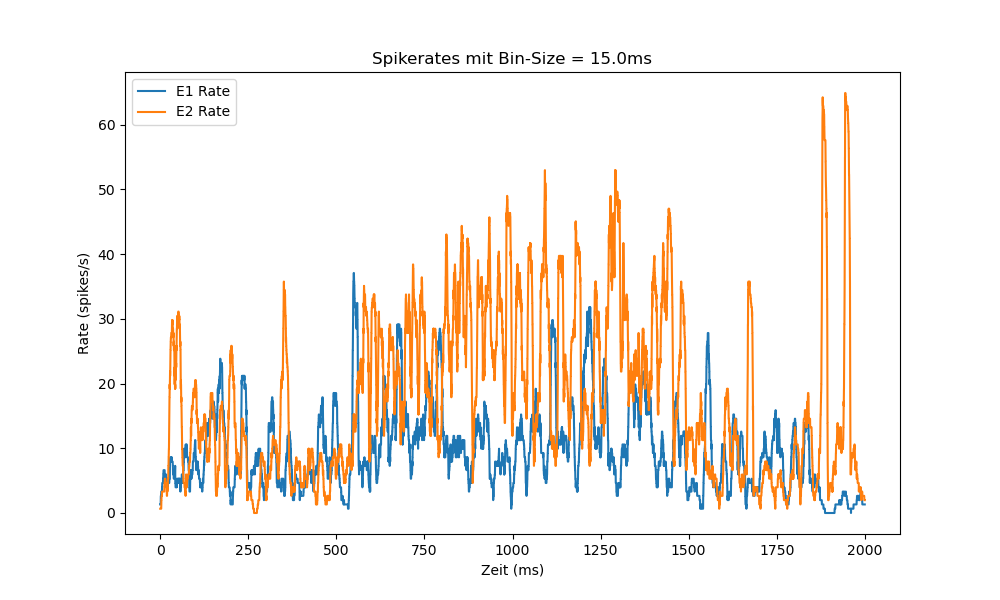 Spikerates mit Bin-Size = 15.0ms
E1 Rate
E2 Rate
Rate (spikes/s)
60
50
40
30
20
10
0
0 250 500 750 1000 1250 1500 1750 2000
Zeit (ms)